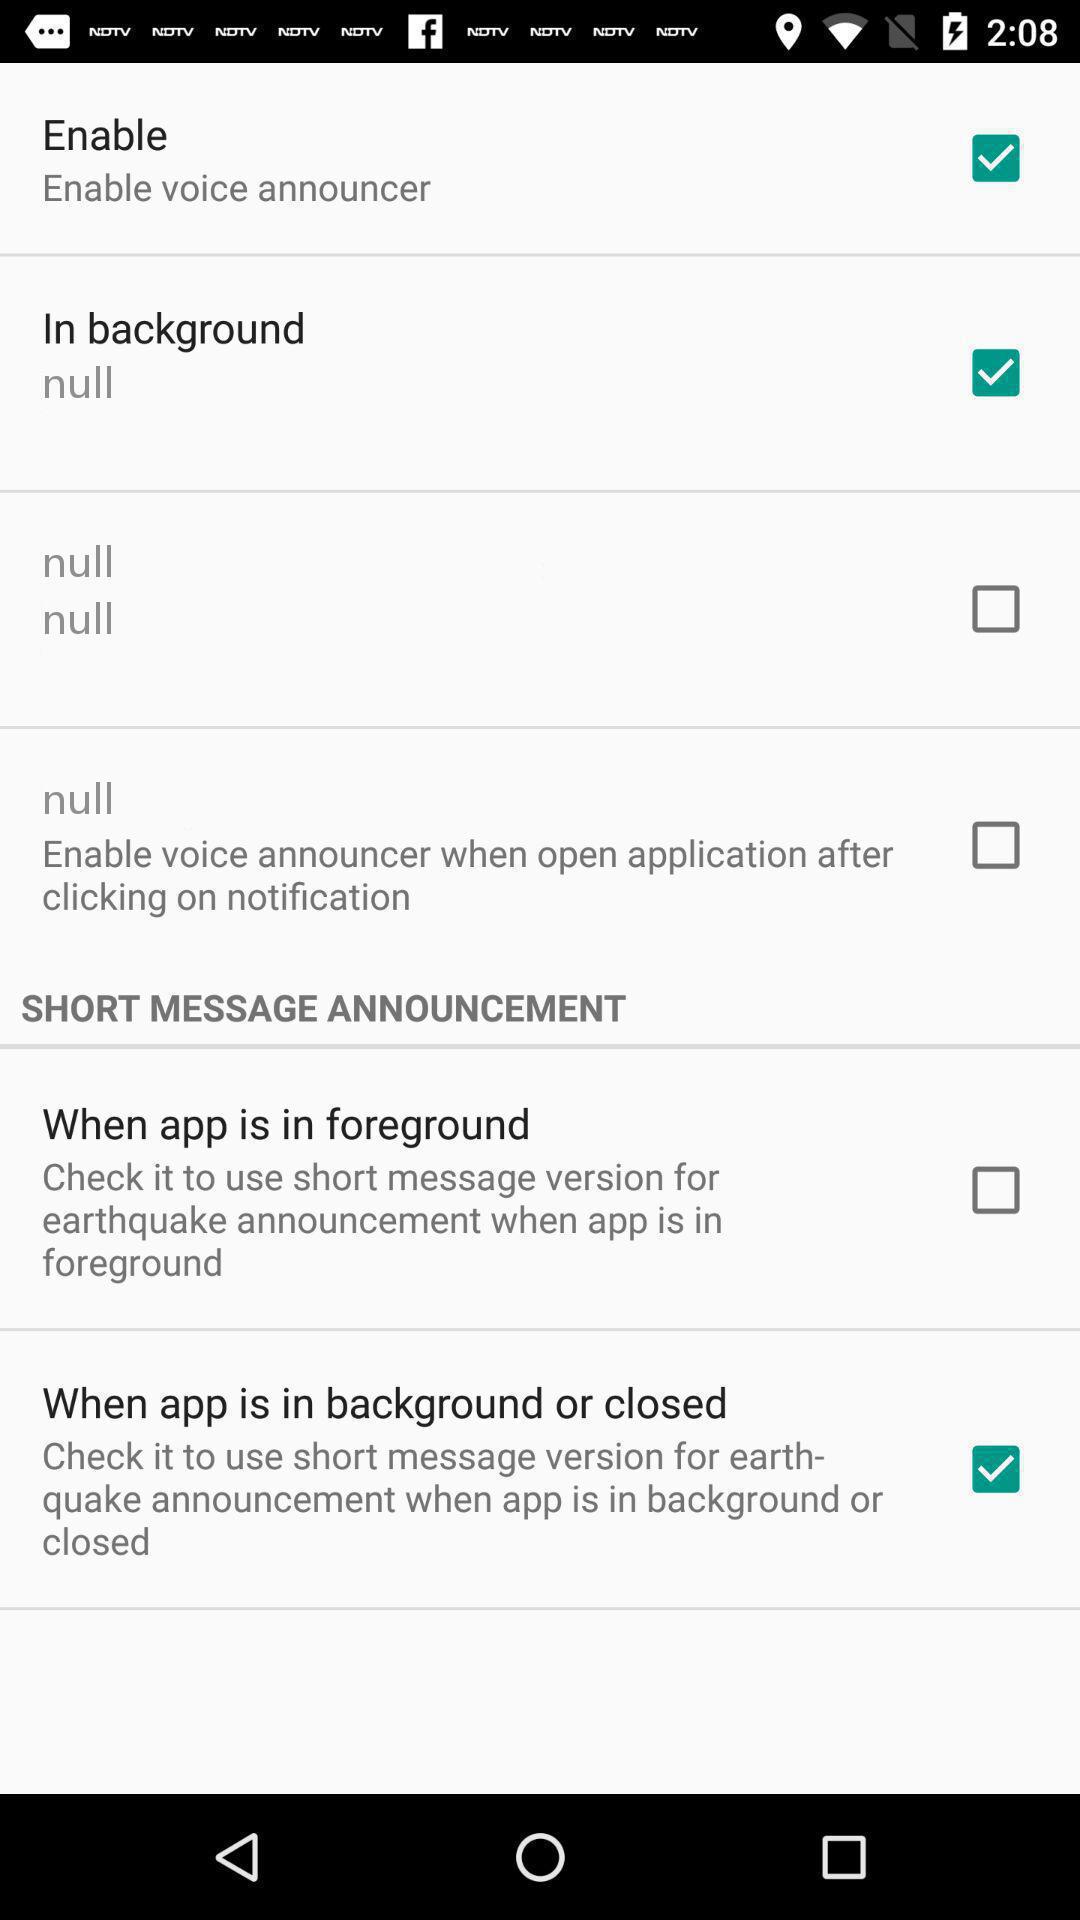 NDTV NDTV NDTV NDTV NDTV NDTV NDTV NDTV NDTV 2:08
Enable
Enable voice announcer
In background
null
null
null
null
Enable voice announcer when open application after
clicking on notification
SHORT MESSAGE ANNOUNCEMENT
When app is in foreground
Check it to use short message version for
earthquake announcement when app is in
foreground
When app is in background or closed
Check it to use short message version for earth-
quake announcement when app is in background or
closed